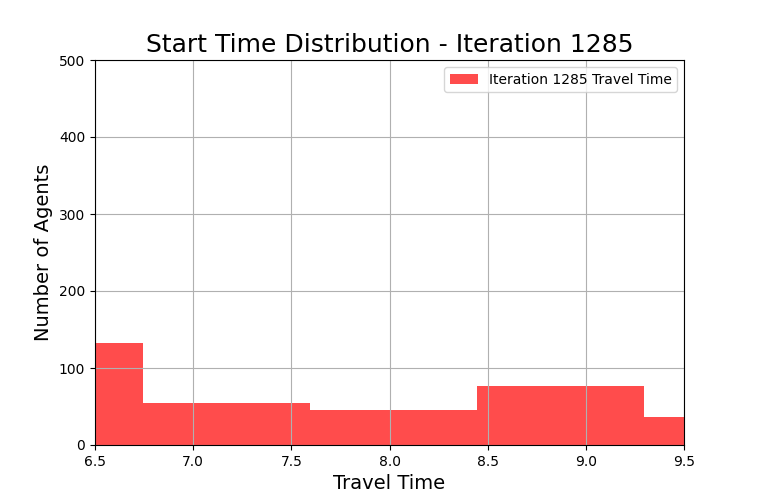 Start Time Distribution - Iteration 1285
Iteration 1285 Travel Time
Number of Agents
500
400
300
200
100
0
6.5 7.0 7.5 8.0 8.5 9.0 9.5
Travel Time